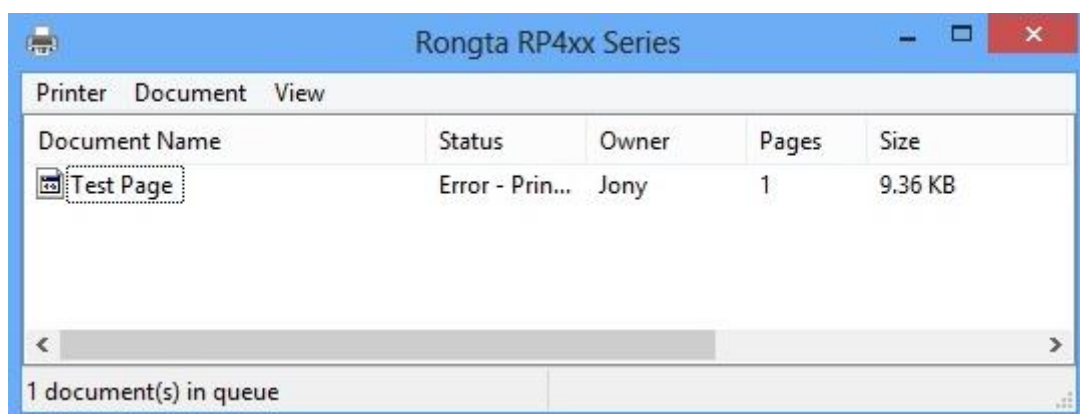 Rongta RP4xx Series
Printer Document View
Document Name Status Owner Pages Size
Test Page Error - Prin... Jony 1 9.36 KB
1 document(s) in queue